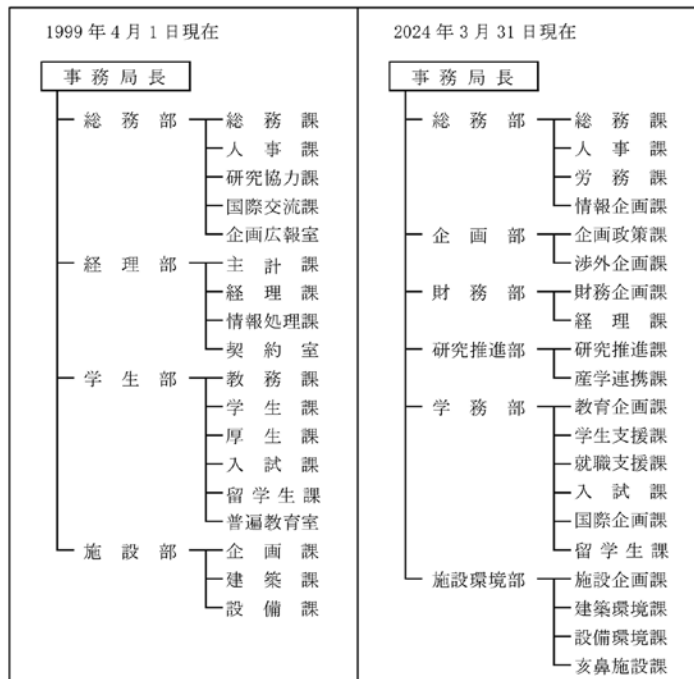 1999年4月1日現在
事務局長
総務部 総務課
人事課
研究協力課
国際交流課
企画広報室
経理部 主計課
経理課
情報処理課
契約室
学生部 教務課
学生課
厚生課
入試課
留学生課
普遍教育室
施設部 企画課
建築課
設備課
2024年3月31日現在
事務局長
総務部 総務課
人事課
労務課
情報企画課
企画部 企画政策課
渉外企画課
財務部 財務企画課
経理課
研究推進部 研究推進課
産学連携課
学務部 教育企画課
学生支援課
就職支援課
入試課
国際企画課
留学生課
施設環境部 施設企画課
建築環境課
設備環境課
亥鼻施設課